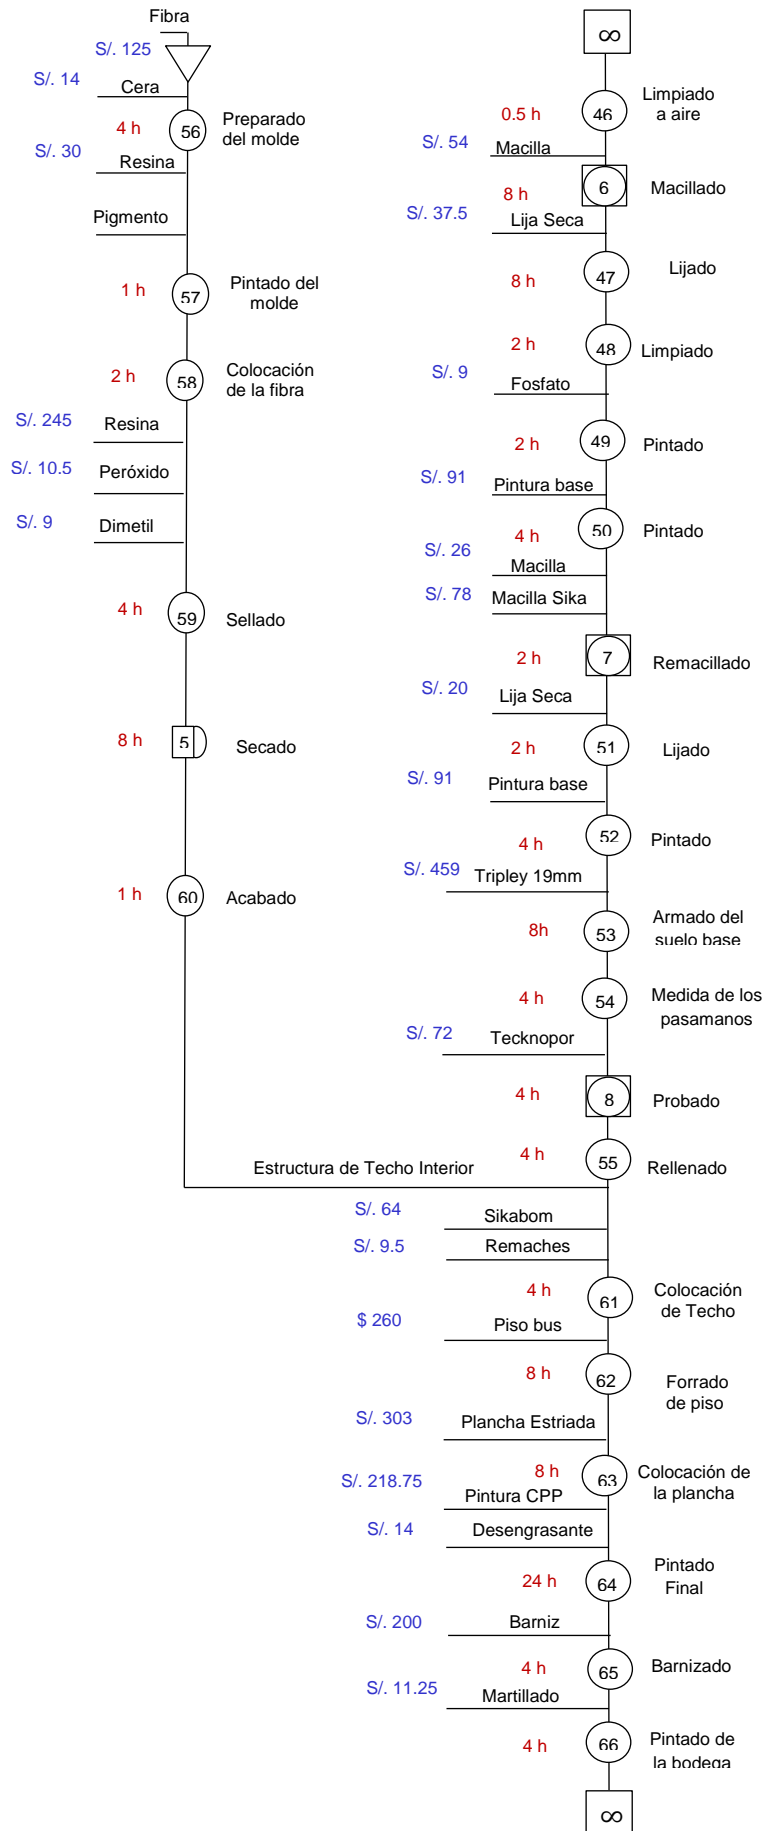 Fibra
S/. 125
S/. 14
Cera
4 h
56
Preparado
del molde
S/. 30
Resina
Pigmento
1 h
57
Pintado del
molde
2 h
58
Colocación
de la fibra
S/. 245
Resina
S/. 10.5
Peróxido
S/. 9
Dimetil
4 h
59
Sellado
8 h
5
Secado
1 h
60
Acabado
Estructura de Techo Interior
∞
0.5 h
46
Limpiado
a aire
S/. 54
Macilla
8 h
6
Macillado
S/. 37.5
Lija Seca
8 h
47
Lijado
2 h
48
Limpiado
S/. 9
Fosfato
2 h
49
Pintado
S/. 91
Pintura base
4 h
50
Pintado
S/. 26
Macilla
S/. 78
Macilla Sika
2 h
7
Remacillado
S/. 20
Lija Seca
2 h
51
Lijado
S/. 91
Pintura base
4 h
52
Pintado
S/. 459
Tripley 19mm
8h
53
Armado del
suelo base
4 h
54
Medida de los
pasamanos
S/. 72
Tecknopor
4 h
8
Probado
4 h
55
Rellenado
S/. 64
Sikabom
S/. 9.5
Remaches
4 h
61
Colocación
de Techo
$ 260
Piso bus
8 h
62
Forrado
de piso
S/. 303
Plancha Estriada
8 h
63
Colocación de
la plancha
S/. 218.75
Pintura CPP
S/. 14
Desengrasante
24 h
64
Pintado
Final
S/. 200
Barniz
4 h
65
Barnizado
S/. 11.25
Martillado
4 h
66
Pintado de
la bodega
∞